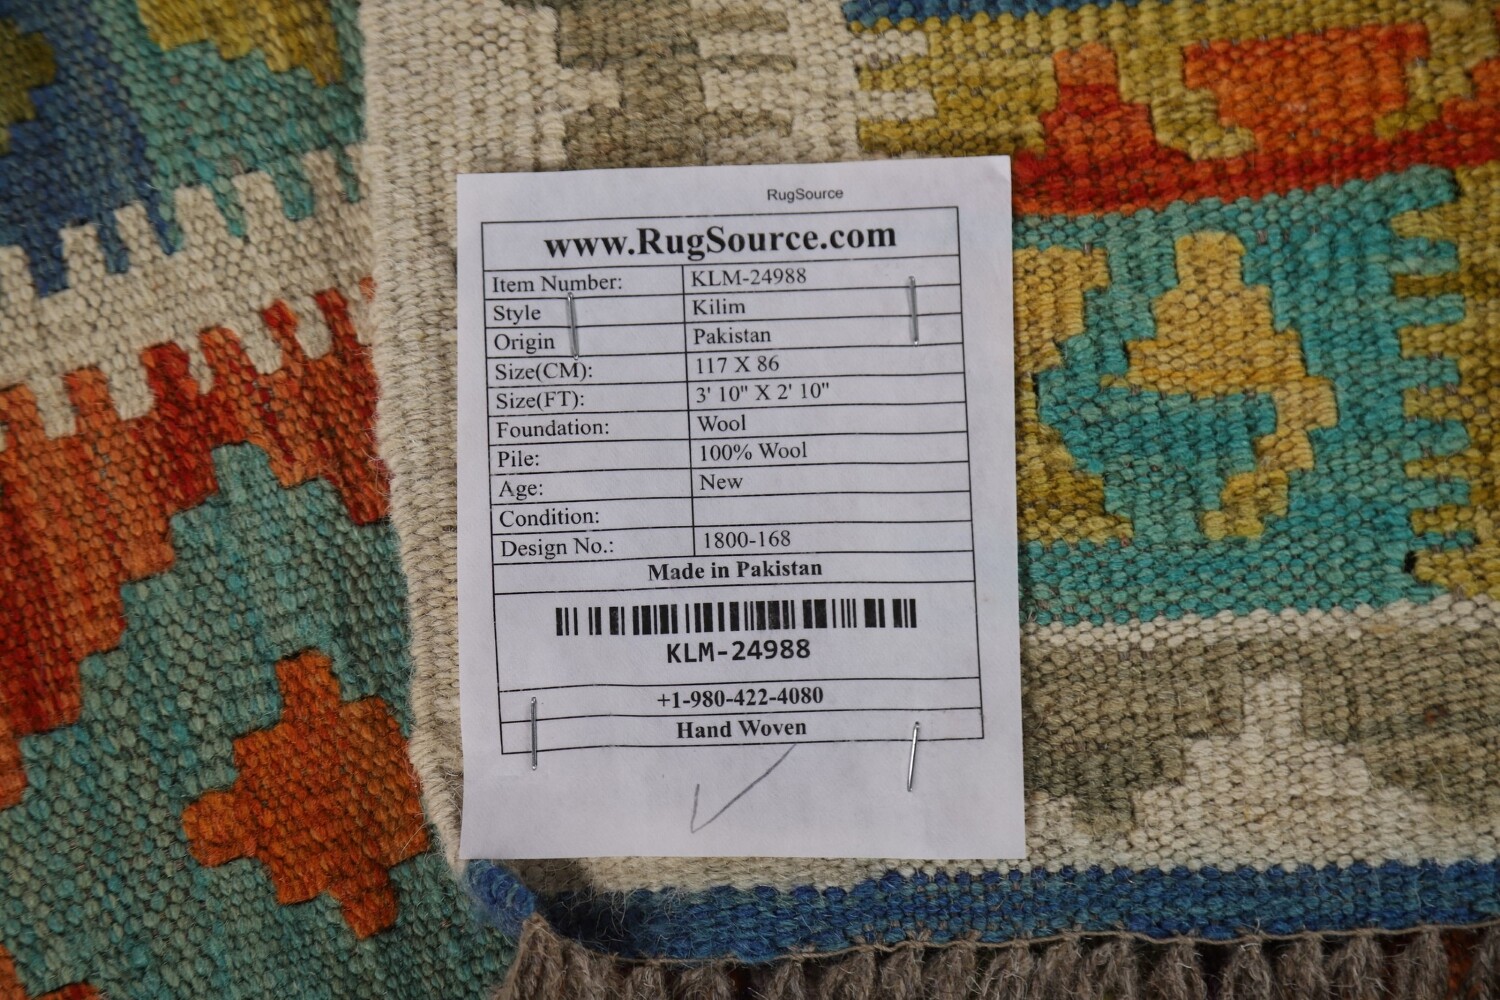 RugSource
www.RugSource.com
Item Number: KLM-24988
Style Kilim
Origin Pakistan
Size(CM): 117 X 86
Size(FT): 3' 10" X 2' 10"
Foundation: Wool
Pile: 100% Wool
Age: New
Condition:
Design No.: 1800-168
Made in Pakistan
KLM-24988
+1-980-422-4080
Hand Woven